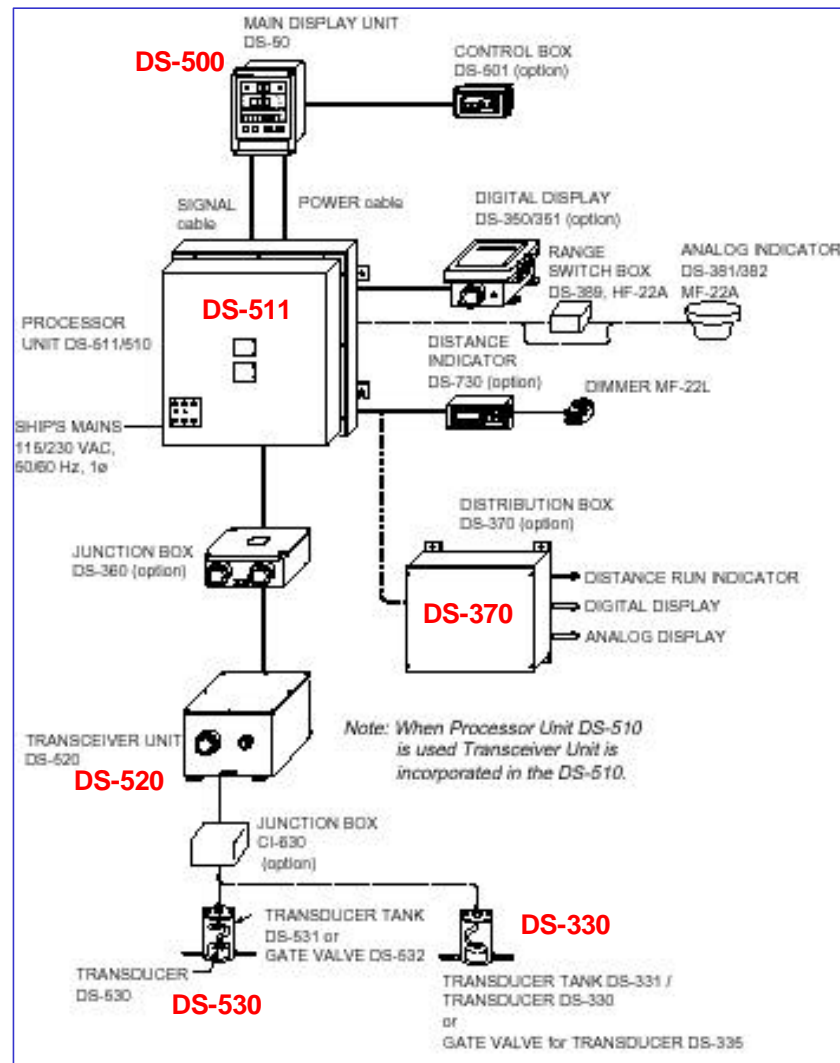 MAIN DISPLAY UNIT
DS-50
DS-500
CONTROL BOX
DS-501 (option)
SIGNAL
cable
POWER cable
DIGITAL DISPLAY
DS-350/351 (option)
RANGE
SWITCH BOX
DS-389, HF-22A
ANALOG INDICATOR
DS-381/382
MF-22A
DS-511
PROCESSOR
UNIT DS-511/510
DISTANCE
INDICATOR
DS-730 (option)
DIMMER MF-22L
SHIP'S MAINS
115/230 VAC,
50/60 Hz, 1ø
DISTRIBUTION BOX
DS-370 (option)
JUNCTION BOX
DS-360 (option)
DS-370
DISTANCE RUN INDICATOR
DIGITAL DISPLAY
ANALOG DISPLAY
Note: When Processor Unit DS-510
is used Transceiver Unit is
incorporated in the DS-510.
TRANSCEIVER UNIT
DS-520
DS-520
JUNCTION BOX
CI-630
(option)
TRANSDUCER TANK
DS-531 or
GATE VALVE DS-532
DS-330
TRANSDUCER
DS-530
DS-530
TRANSDUCER TANK DS-331 /
TRANSDUCER DS-330
or
GATE VALVE for TRANSDUCER DS-335